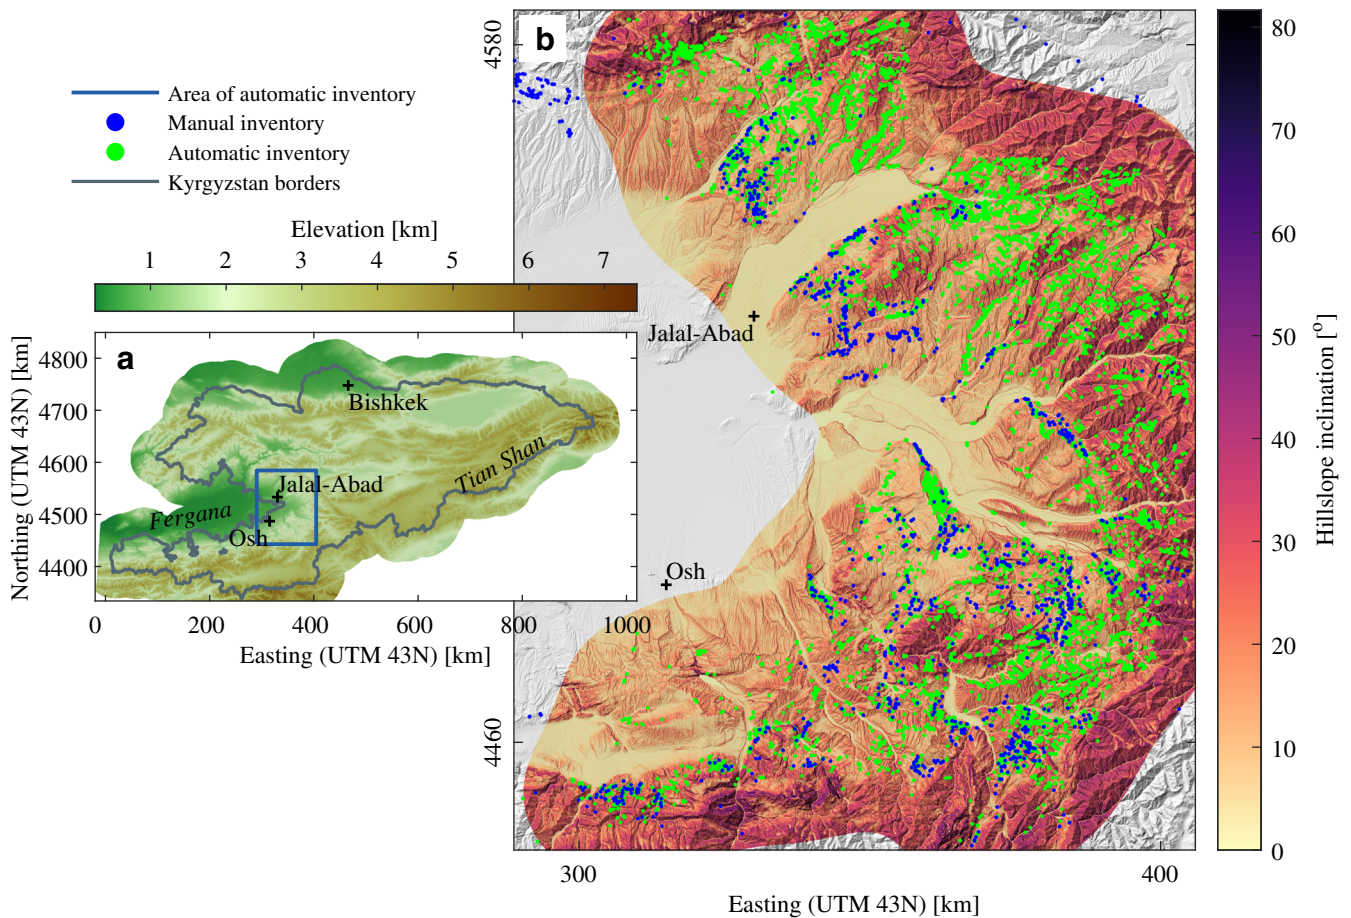 Area of automatic inventory
Manual inventory
Automatic inventory
Kyrgyzstan borders
Elevation [km]
1 2 3 4 5 6 7
a
Northing (UTM 43N) [km]
4800
4700
4600
4500
4400
Bishkek
Tian Shan
Jalal-Abad
Fergana
Osh
0 200 400 600 800 1000
Easting (UTM 43N) [km]
b
4580
4460
Jalal-Abad
Osh
300 400
Easting (UTM 43N) [km]
80
70
60
50
40
30
20
10
0
Hillslope inclination [o]